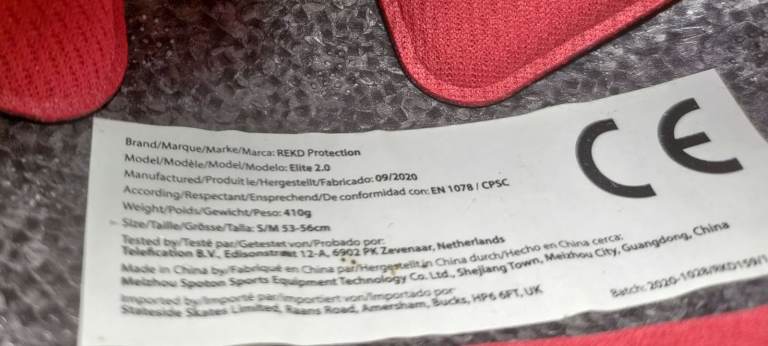 CE
Brand/Marque/Marke/Marca: REKD Protection
Model/Modèle/Model/Modelo: Elite 2.0
Manufactured/Produit le/Hergestellt/Fabricado: 09/2020
According/Respectant/Ensprechend/De conformidad con: EN 1078 / CPSC
Weight/Poids/Gewicht/Peso: 410g
Size/Taille/Grösse/Talla: S/M 53-56cm
Tested by/Testé par/Getestet von/Probado por:
Telefication B.V., Edisonstraat 12-A, 6902 PK Zevenaar, Netherlands
Made in China by/Fabriqué en China par/Hergestellt in China durch/Hecho en China cerca:
Meizhou Spoton Sports Equipment Technology Co. Ltd., Shejiang Town, Meizhou City, Guangdong, China
Imported by/Importé par/Importiert von/Importado por
Stateside Skates Limited, Raans Road, Amersham, Bucks, HP6 6FT, UK
Batch: 2020-1028/RKD159/1